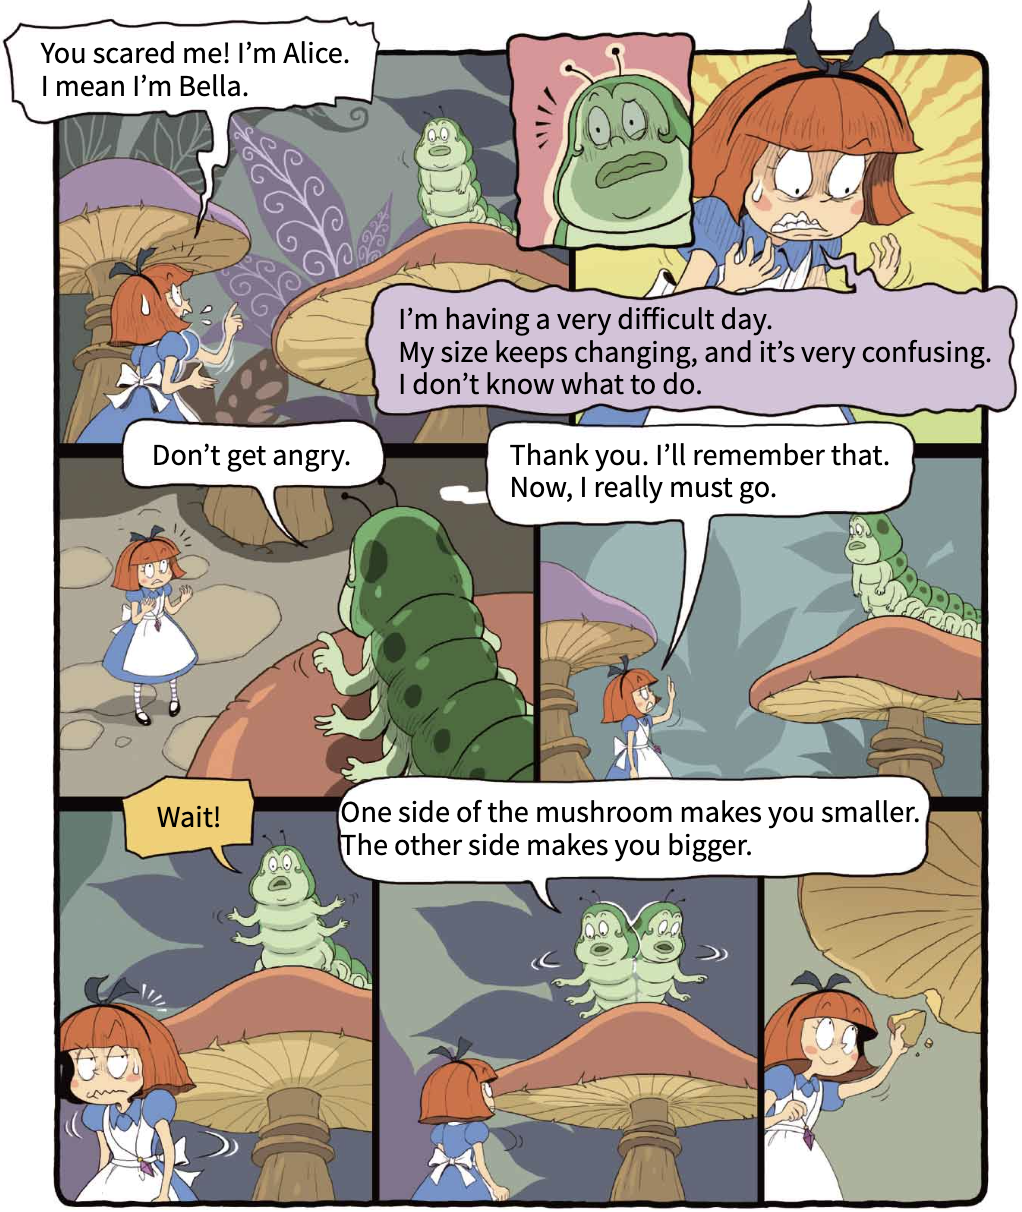 You scared me! I'm Alice.
I mean I'm Bella.
I'm having a very difficult day.
My size keeps changing, and it's very confusing.
I don't know what to do.
Don't get angry.
Thank you. I'll remember that.
Now, I really must go.
Wait!
One side of the mushroom makes you smaller.
The other side makes you bigger.